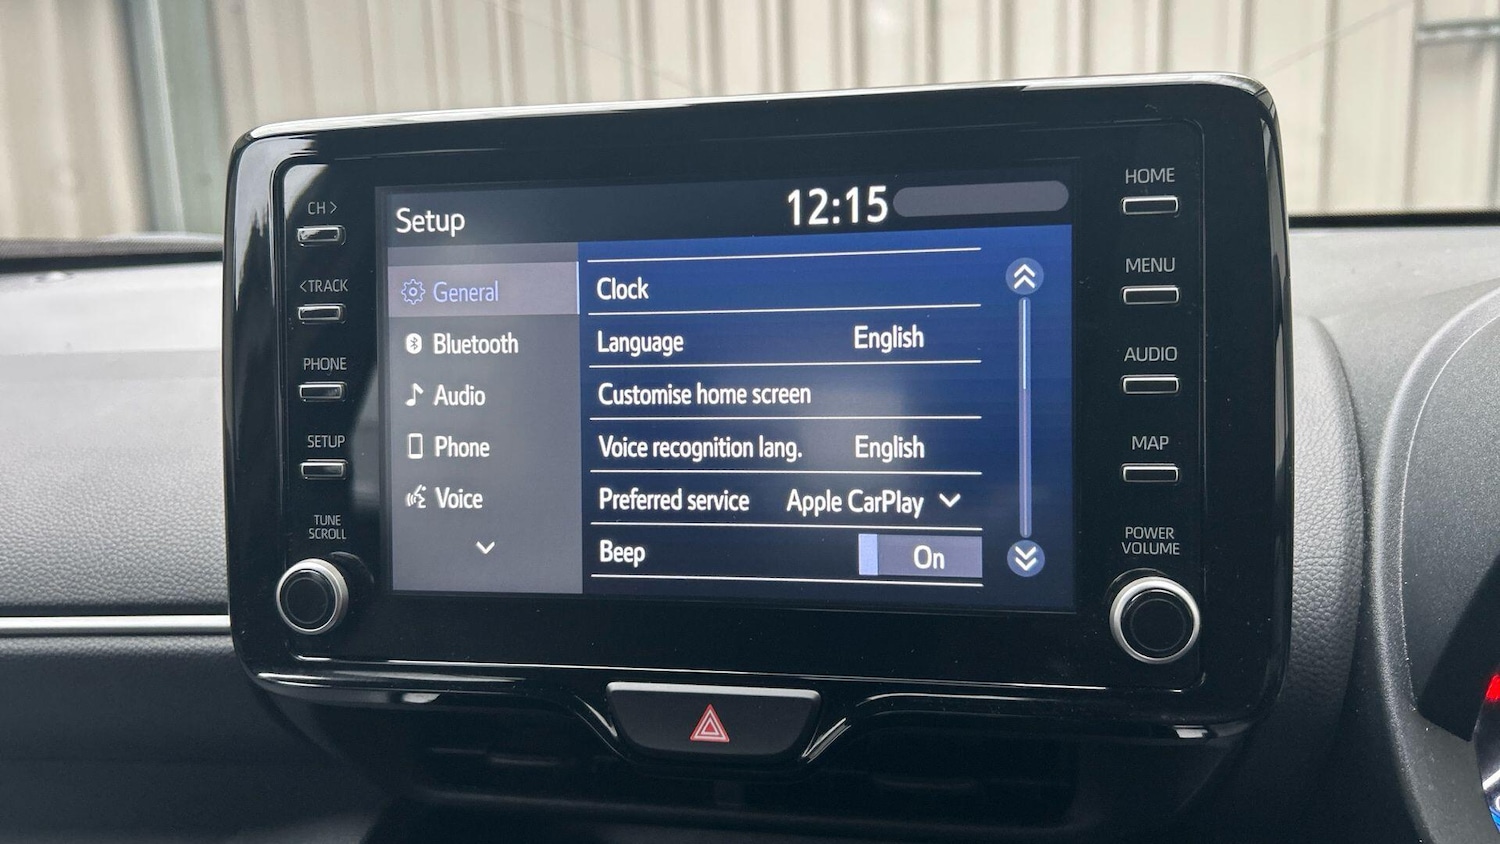 CH >
< TRACK
PHONE
SETUP
TUNE
SCROLL
Setup
12:15
General
Bluetooth
Audio
Phone
Voice
Clock
Language English
Customise home screen
Voice recognition lang. English
Preferred service Apple CarPlay
Beep On
HOME
MENU
AUDIO
MAP
POWER
VOLUME